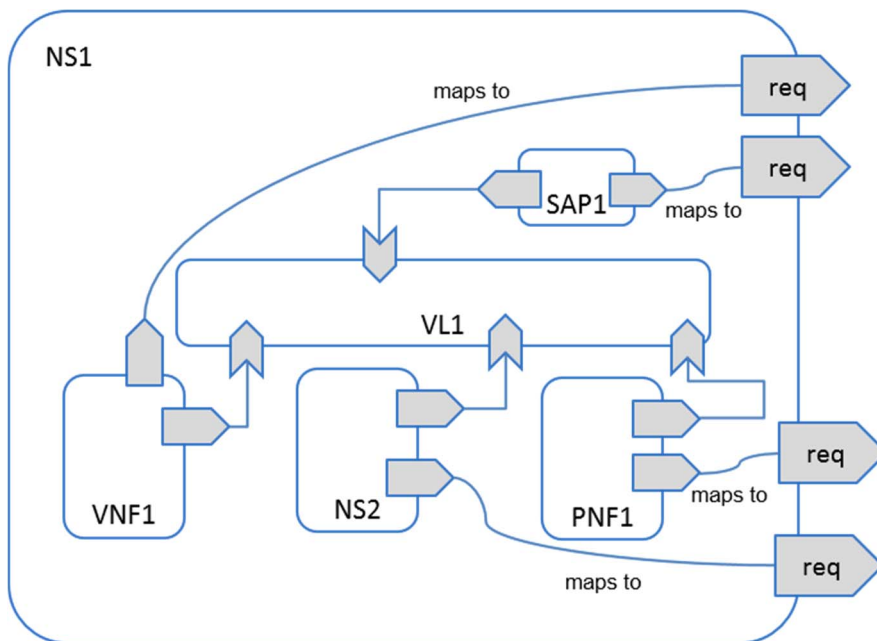 NS1
req
maps to
req
SAP1
maps to
VL1
req
VNF1
NS2
PNF1
maps to
req
maps to